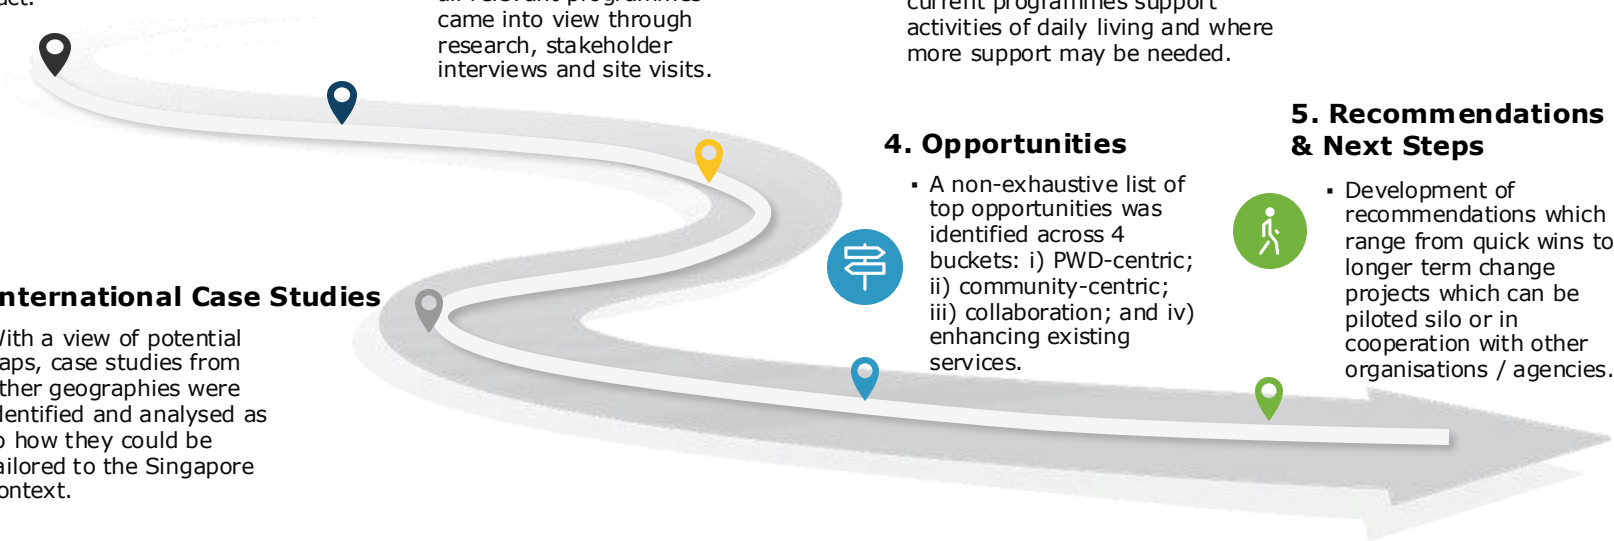 came into view through
research, stakeholder
interviews and site visits.
current programmes support
activities of daily living and where
more support may be needed.
4. Opportunities
▪ A non-exhaustive list of
top opportunities was
identified across 4
buckets: i) PWD-centric;
ii) community-centric;
iii) collaboration; and iv)
enhancing existing
services.
5. Recommendations
& Next Steps
▪ Development of
recommendations which
range from quick wins to
longer term change
projects which can be
piloted silo or in
cooperation with other
organisations / agencies.
nternational Case Studies
With a view of potential
aps, case studies from
ther geographies were
dentified and analysed as
o how they could be
ailored to the Singapore
ontext.